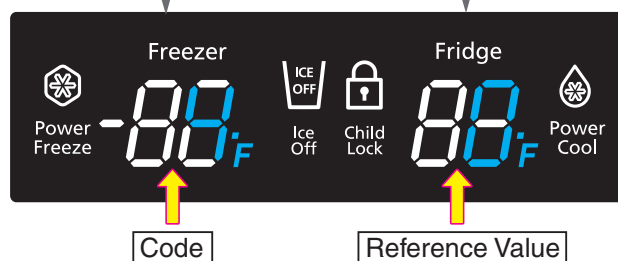 Freezer
Fridge
ICE
OFF
Power
Freeze
-88°F
Ice
Off
Child
Lock
88°F
Power
Cool
Code
Reference Value